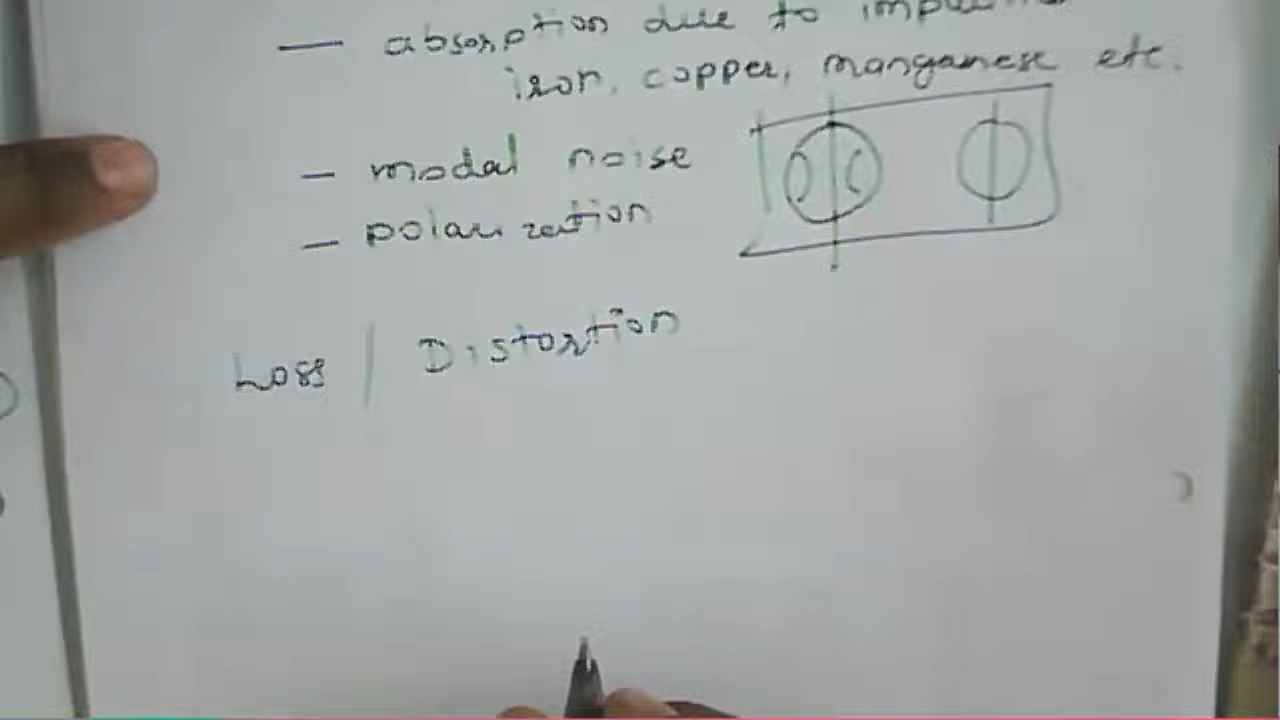 — absorption due to
iron, copper, manganese etc.
– modal noise
– polarization
Loss | Distortion